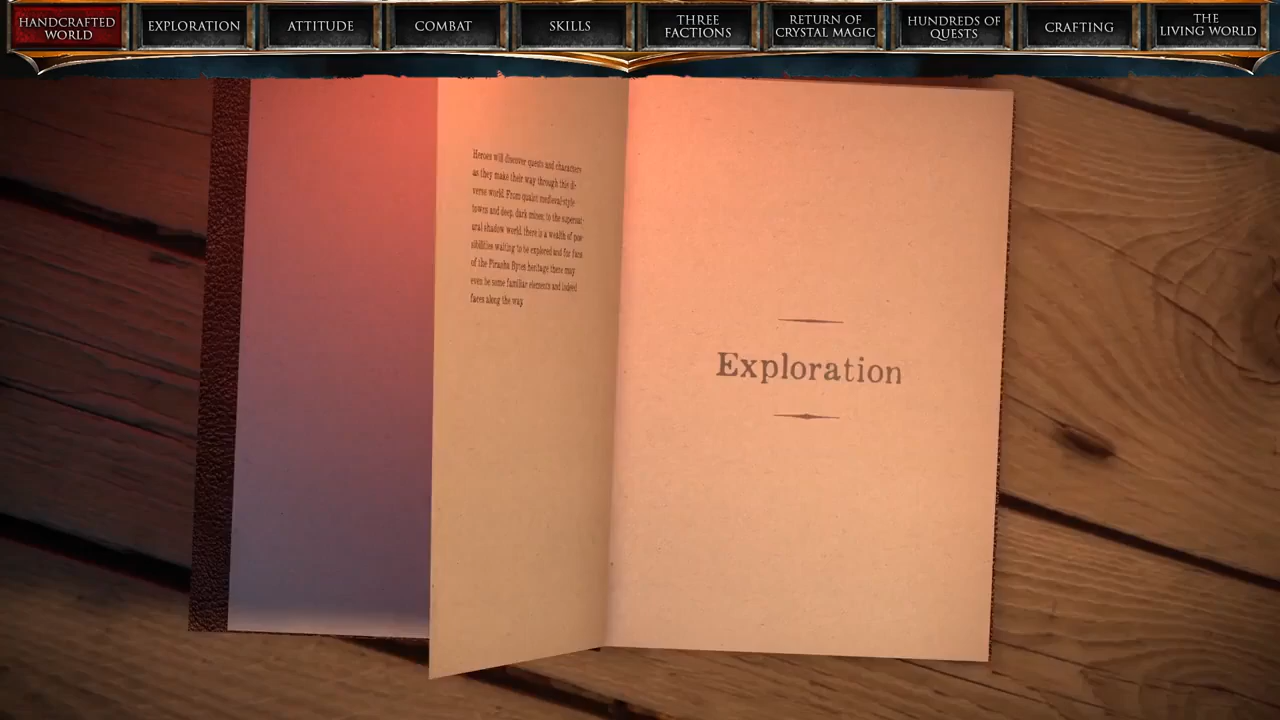 HANDCRAFTED
WORLD
EXPLORATION
ATTITUDE
COMBAT
SKILLS
THREE
FACTIONS
RETURN OF
CRYSTAL MAGIC
HUNDREDS OF
QUESTS
CRAFTING
THE
LIVING WORLD
Heroes will discover quests and characters
as they make their way through this di-
verse world. From quaint medieval-style
towns and deep, dark mines, to the supernat-
ural shadow world, there is a wealth of pos-
sibilities waiting to be explored and for fans
of the Piranha Bytes heritage there may
even be some familiar elements and indeed
faces along the way.
Exploration